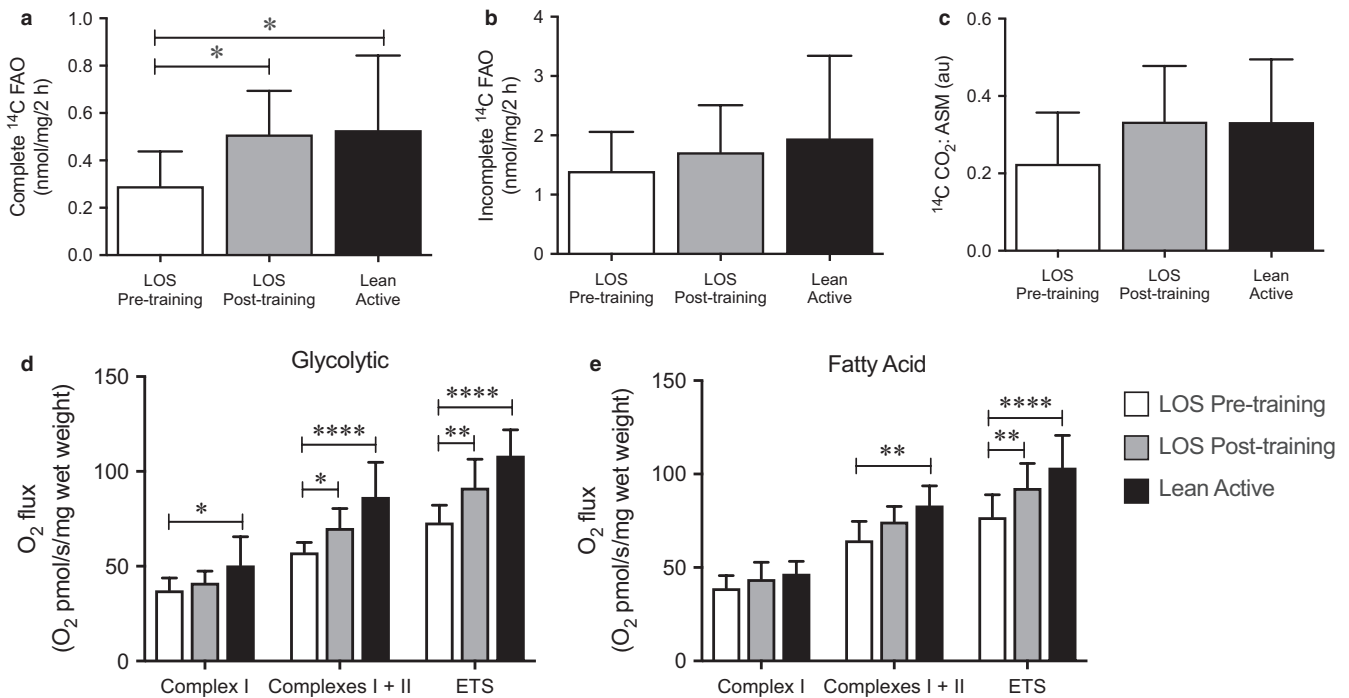 a
Complete ¹⁴C FAO
(nmol/mg/2 h)
1.0
0.8
0.6
0.4
0.2
0.0
*
*
LOS
Pre-training
LOS
Post-training
Lean
Active
b
Incomplete ¹⁴C FAO
(nmol/mg/2 h)
4
3
2
1
0
LOS
Pre-training
LOS
Post-training
Lean
Active
c
¹⁴C CO₂: ASM (au)
0.6
0.4
0.2
0.0
LOS
Pre-training
LOS
Post-training
Lean
Active
d
Glycolytic
O₂ flux
(O₂ pmol/s/mg wet weight)
150
100
50
0
*
****
*
****
**
Complex I
Complexes I + II
ETS
e
Fatty Acid
O₂ flux
(O₂ pmol/s/mg wet weight)
150
100
50
0
**
****
**
Complex I
Complexes I + II
ETS
LOS Pre-training
LOS Post-training
Lean Active